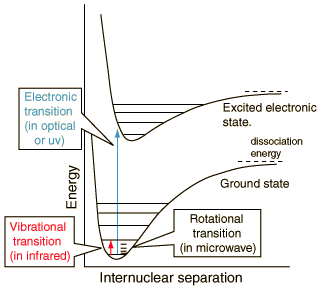 Electronic
transition
(in optical
or uv)
Excited electronic
state.
dissociation
energy
Ground state
Energy
Vibrational
transition
(in infrared)
Rotational
transition
(in microwave)
Internuclear separation